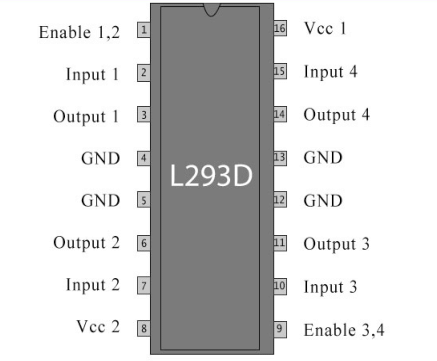 Enable 1,2 1 16 Vcc 1
Input 1 2 15 Input 4
Output 1 3 14 Output 4
GND 4 13 GND
L293D
GND 5 12 GND
Output 2 6 11 Output 3
Input 2 7 10 Input 3
Vcc 2 8 9 Enable 3,4